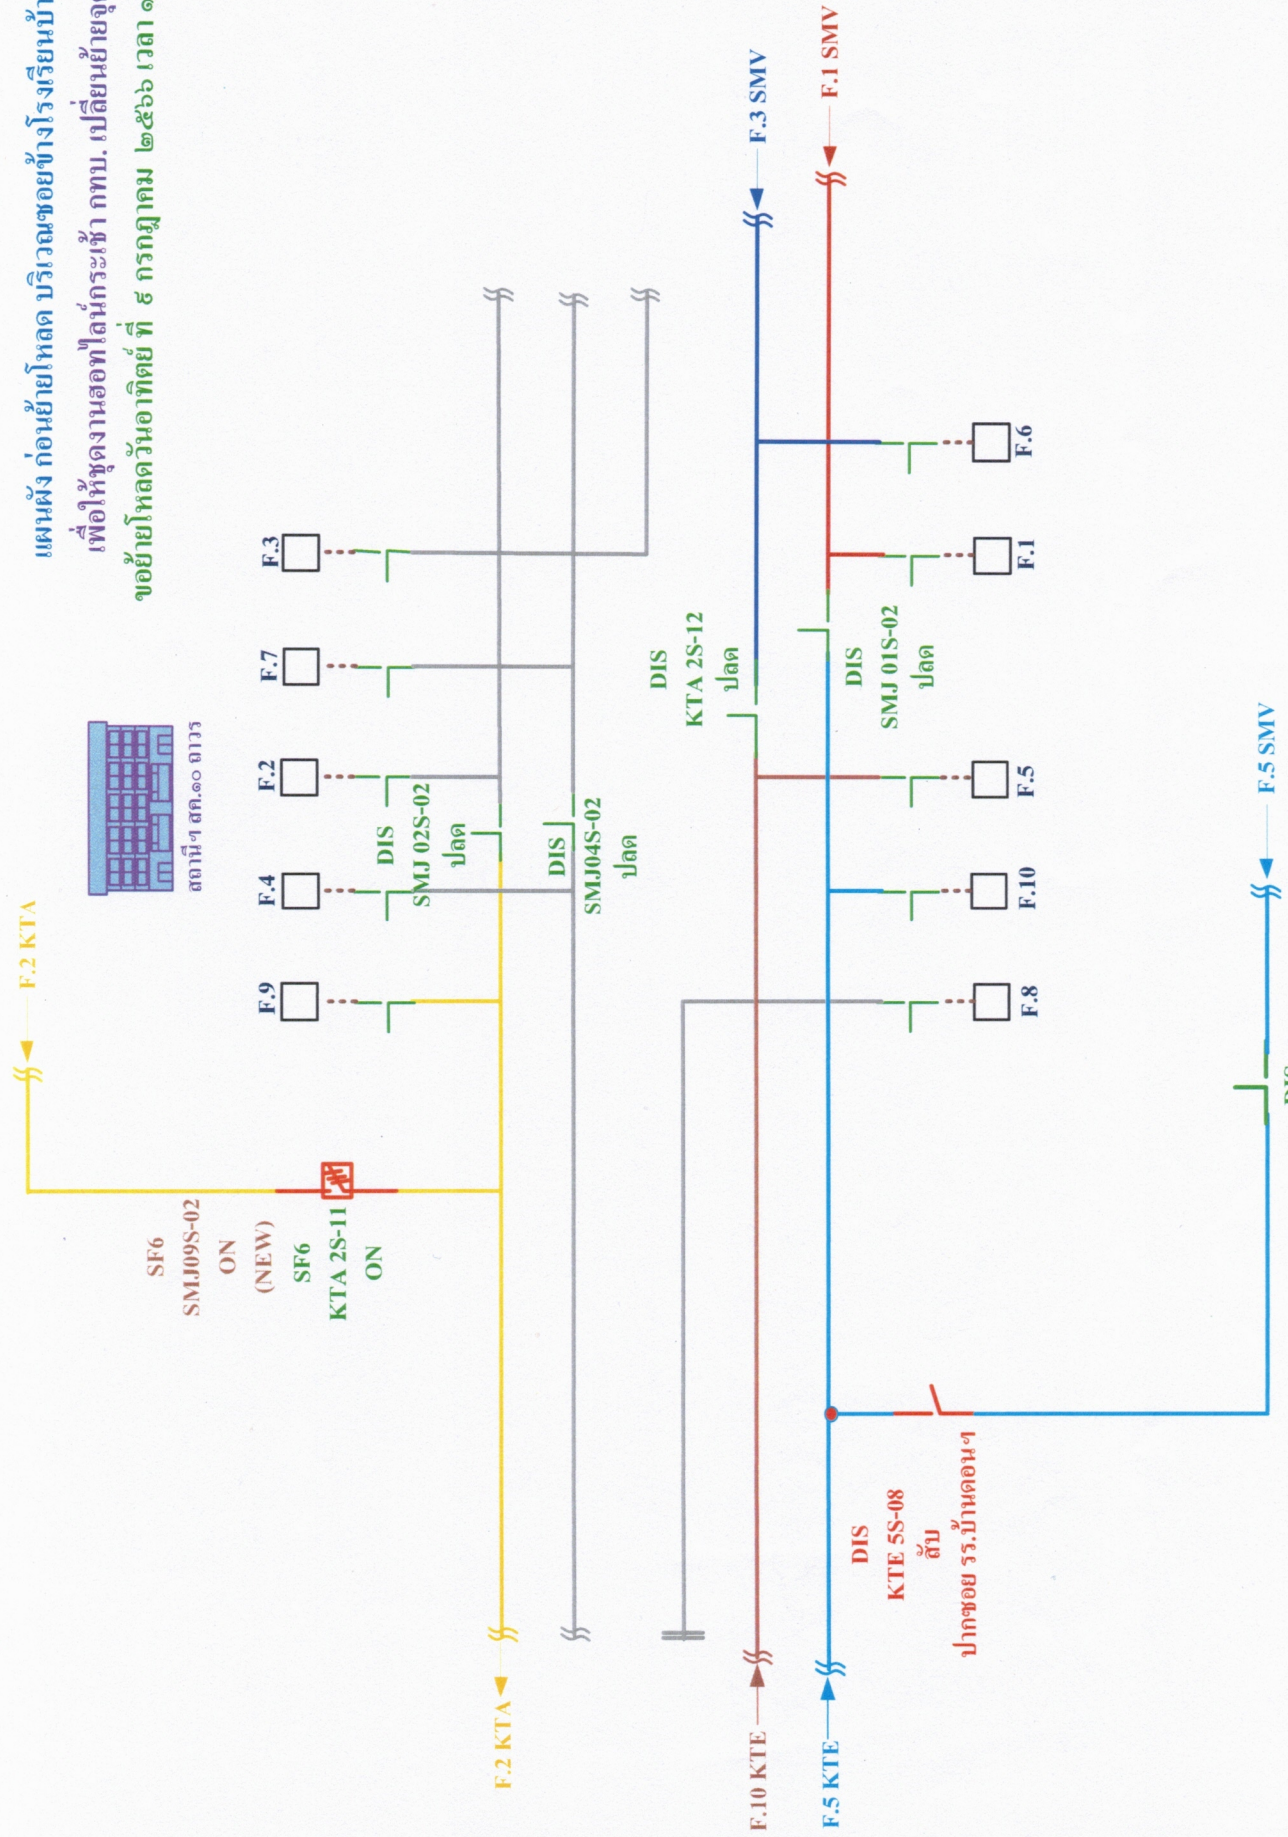 แผนผัง ก่อนย้ายโหลด บริเวณซอยข้างโรงเรียนบ้า
เพื่อให้ชุดงานฮอทไลน์กระเช้า กทบ. เปลี่ยนย้ายจุด
ขอย้ายโหลดวันอาทิตย์ ที่ ๙ กรกฎาคม ๒๕๖๖ เวลา
F.2 KTA
สถานีฯ สค.๑๐ ถาวร
SF6
SMJ09S-02
ON
(NEW)
SF6
KTA 2S-11
ON
F.9
F.4
F.2
F.7
F.3
DIS
SMJ 02S-02
ปลด
DIS
SMJ04S-02
ปลด
F.2 KTA
DIS
KTA 2S-12
ปลด
F.3 SMV
F.10 KTE
F.1 SMV
F.5 KTE
DIS
SMJ 01S-02
ปลด
F.8
F.10
F.5
F.1
F.6
DIS
KTE 5S-08
สับ
ปากซอย รร.บ้านดอนฯ
F.5 SMV
DIS